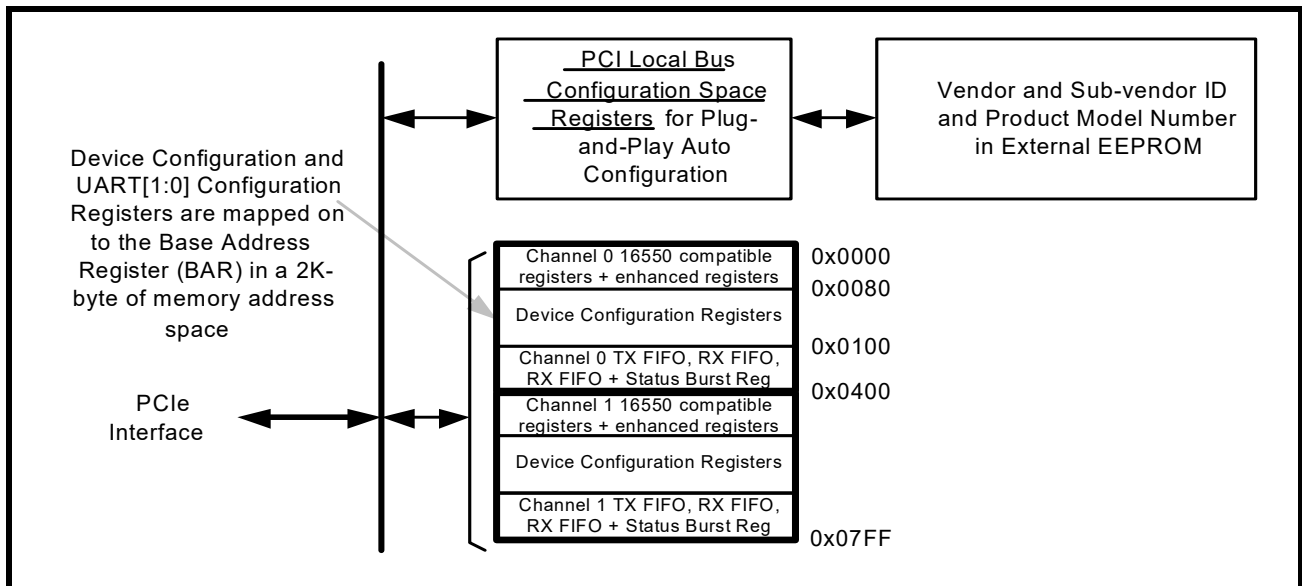 PCI Local Bus
Configuration Space
Registers for Plug-
and-Play Auto
Configuration
Vendor and Sub-vendor ID
and Product Model Number
in External EEPROM
Device Configuration and
UART[1:0] Configuration
Registers are mapped on
to the Base Address
Register (BAR) in a 2K-
byte of memory address
space
PCIe
Interface
Channel 0 16550 compatible
registers + enhanced registers
Device Configuration Registers
Channel 0 TX FIFO, RX FIFO,
RX FIFO + Status Burst Reg
Channel 1 16550 compatible
registers + enhanced registers
Device Configuration Registers
Channel 1 TX FIFO, RX FIFO,
RX FIFO + Status Burst Reg
0x0000
0x0080
0x0100
0x0400
0x07FF